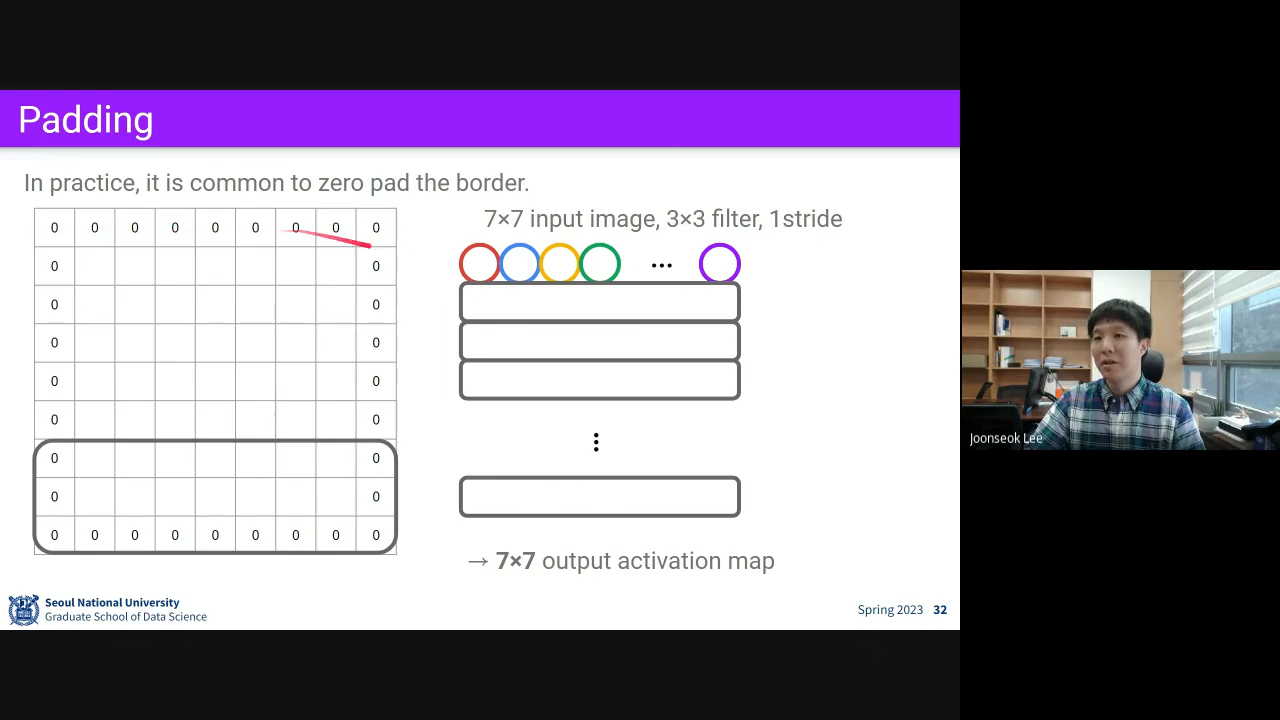 Padding
In practice, it is common to zero pad the border.
0 0 0 0 0 0 0 0 0
0 0
0 0
0 0
0 0
0 0
0 0
0 0
0 0 0 0 0 0 0 0 0
7×7 input image, 3×3 filter, 1stride
...
⋮
→ 7×7 output activation map
Seoul National University
Graduate School of Data Science
Spring 2023 32
Joonseok Lee